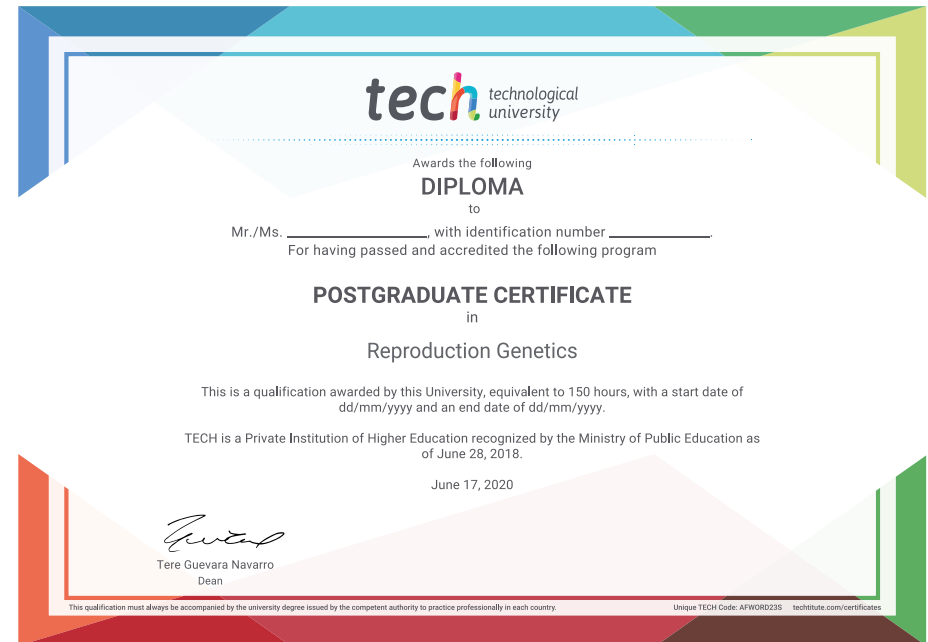 tech technological
university
Awards the following
DIPLOMA
to
Mr./Ms. ____________________, with identification number ______________.
For having passed and accredited the following program
POSTGRADUATE CERTIFICATE
in
Reproduction Genetics
This is a qualification awarded by this University, equivalent to 150 hours, with a start date of
dd/mm/yyyy and an end date of dd/mm/yyyy.
TECH is a Private Institution of Higher Education recognized by the Ministry of Public Education as
of June 28, 2018.
June 17, 2020
Tere Guevara Navarro
Dean
This qualification must always be accompanied by the university degree issued by the competent authority to practice professionally in each country. Unique TECH Code: AFWORD23S techtitute.com/certificates